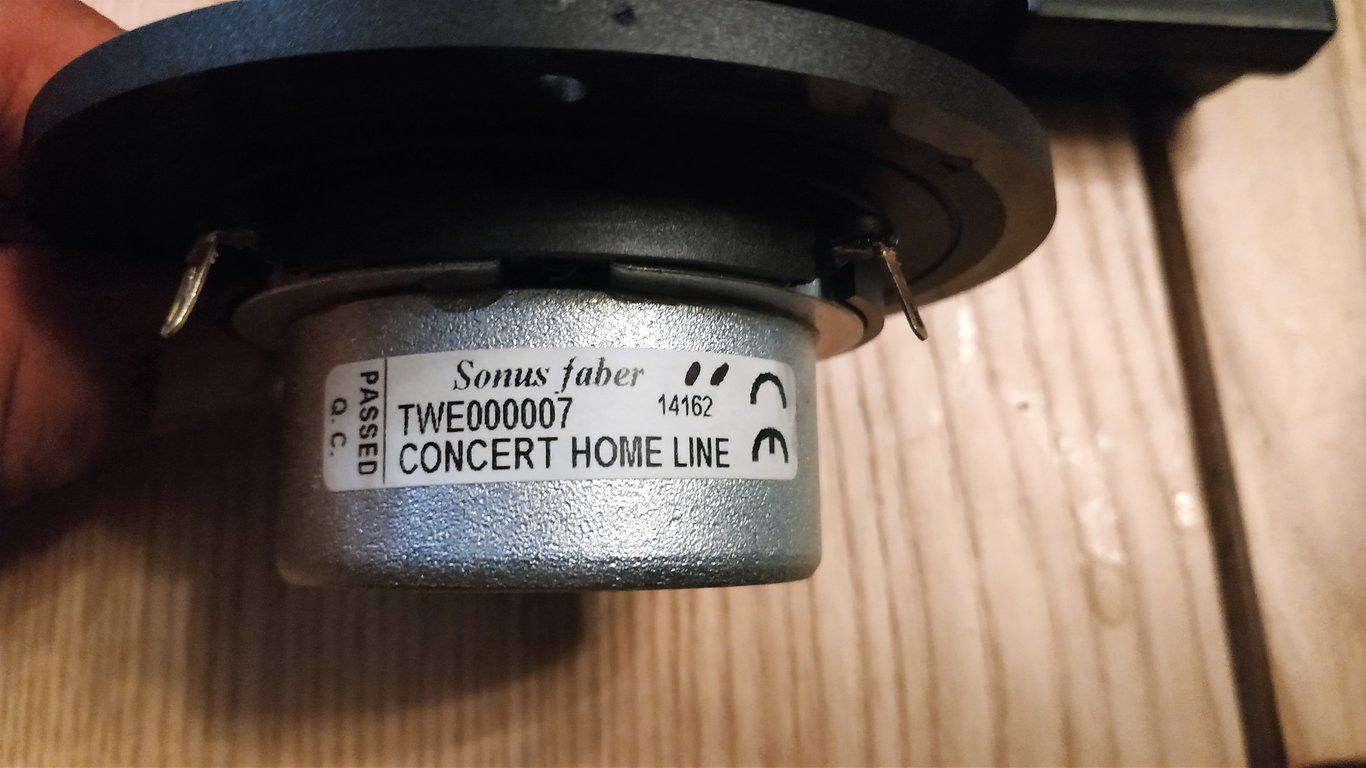 PASSED
Q.C.
Sonus faber
TWE000007
14162
CONCERT HOME LINE
CE